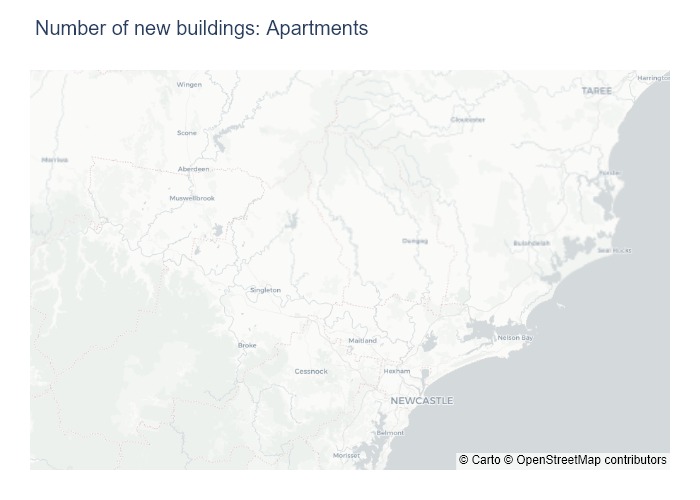 Number of new buildings: Apartments
Wingen
Harrington
TAREE
Gloucester
Scone
Merriwa
Aberdeen
Muswellbrook
Forster
Dungog
Bulahdelah
Seal Rocks
Singleton
Nelson Bay
Maitland
Broke
Cessnock
Hexham
NEWCASTLE
Belmont
Morisset
© Carto © OpenStreetMap contributors